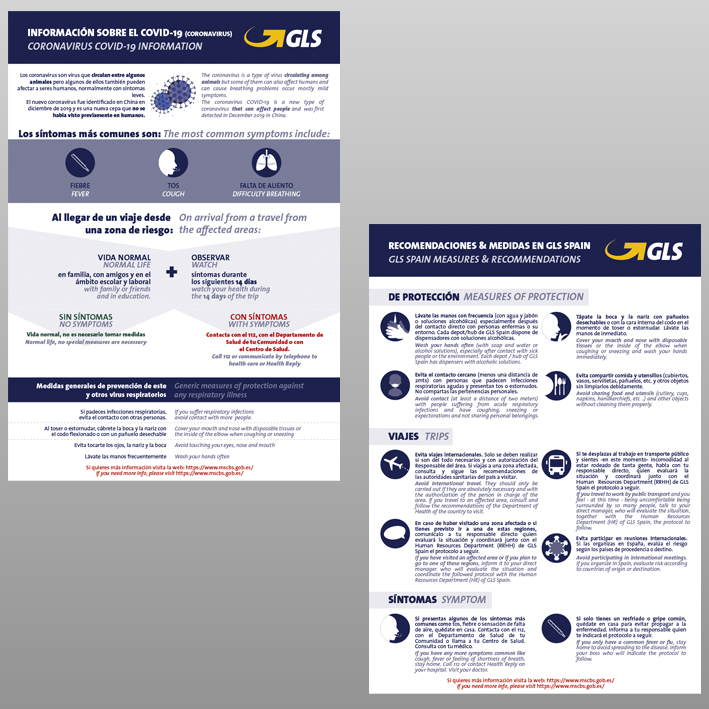 INFORMACIÓN SOBRE EL COVID-19 (CORONAVIRUS)
CORONAVIRUS COVID-19 INFORMATION
GLS
Los coronavirus son virus que circulan entre algunos
animales pero algunos de ellos también pueden
afectar a seres humanos, normalmente con síntomas
leves.
El nuevo coronavirus fue identificado en China en
diciembre de 2019 y es una nueva cepa que no se
había visto previamente en humanos.
The coronavirus is a type of virus circulating among
animals but some of them can also affect humans and
can cause breathing problems occur mostly mild
symptoms.
The coronavirus COVID-19 is a new type of
coronavirus that can affect people and was first
detected in December 2019 in China.
Los síntomas más comunes son: The most common symptoms include:
FIEBRE
FEVER
TOS
COUGH
FALTA DE ALIENTO
DIFFICULTY BREATHING
Al llegar de un viaje desde
una zona de riesgo:
On arrival from a travel from
the affected areas:
VIDA NORMAL
NORMAL LIFE
en familia, con amigos y en el
ámbito escolar y laboral
with family or friends
and in education.
+
OBSERVAR
WATCH
síntomas durante
los siguientes 14 días
watch your health during
the 14 days of the trip
SIN SÍNTOMAS
NO SYMPTOMS
Vida normal, no es necesario tomar medidas
Normal life, no special measures are necessary
CON SÍNTOMAS
WITH SYMPTOMS
Contacta con el 112, con el Departamento de
Salud de tu Comunidad o con
el Centro de Salud.
Call 112 or communicate by telephone to
health care or Health Reply
Medidas generales de prevención de este
y otros virus respiratorios
Generic measures of protection against
any respiratory illness
Si padeces infecciones respiratorias,
evita el contacto con otras personas.
If you suffer respiratory infections
avoid contact with more people.
Al toser o estornudar, cúbrete la boca y la nariz con
el codo flexionado o con un pañuelo desechable
Cover your mouth and nose with disposable tissues or
the inside of the elbow when coughing or sneezing
Evita tocarte los ojos, la nariz y la boca
Avoid touching your eyes, nose and mouth
Lávate las manos frecuentemente
Wash your hands often
Si quieres más información visita la web: https://www.mscbs.gob.es/
If you need more info, please visit https://www.mscbs.gob.es/
RECOMENDACIONES & MEDIDAS EN GLS SPAIN
GLS SPAIN MEASURES & RECOMMENDATIONS
GLS
DE PROTECCIÓN MEASURES OF PROTECTION
Lávate las manos con frecuencia (con agua y jabón
o soluciones alcohólicas) especialmente después
del contacto directo con personas enfermas o su
entorno. Cada depot/hub de GLS Spain dispone de
dispensadores con soluciones alcohólicas.
Wash your hands often (with soap and water or
alcohol solutions), especially after contact with sick
people or the environment. Each depot / hub of GLS
Spain has dispensers with alcohol solutions.
Tápate la boca y la nariz con pañuelos
desechables o con la cara interna del codo en el
momento de toser o estornudar. Lávate las
manos de inmediato.
Cover your mouth and nose with disposable
tissues or the inside of the elbow when
coughing or sneezing and wash your hands
immediately.
Evita el contacto cercano (menos una distancia de
2mts) con personas que padecen infecciones
respiratorias agudas y presentan tos o estornudos.
No compartas las pertenencias personales.
Avoid contact (at least a distance of two meters)
with people suffering from acute respiratory
infections and have coughing, sneezing or
expectorations and not sharing personal belongings.
Evita compartir comida y utensilios (cubiertos,
vasos, servilletas, pañuelos, etc. y otros objetos
sin limpiarlos debidamente.
Avoid sharing food and utensils (cutlery, cups,
napkins, handkerchiefs, etc. ..) and other objects
without cleaning them properly.
VIAJES TRIPS
Evita viajes internacionales. Solo se deben realizar
si son del todo necesarios y con autorización del
Responsable del área. Si viajas a una zona afectada,
consulta y sigue las recomendaciones de
las autoridades sanitarias del país a visitar.
Avoid international travel. They should only be
carried out if they are absolutely necessary and with
the authorization of the person in charge of the
area. If you travel to an affected area, consult and
follow the recommendations of the Department of
Health of the country to visit.
Si te desplazas al trabajo en transporte público
y sientes -en este momento- incomodidad al
estar rodeado de tanta gente, habla con tu
responsable directo, quien evaluará la
situación y coordinará junto con el
Human Resources Department (RRHH) de GLS
Spain el protocolo a seguir.
If you travel to work by public transport and you
feel - at this time - being uncomfortable being
surrounded by so many people, talk to your
direct manager, who will evaluate the situation,
together with the Human Resources
Department (HR) of GLS Spain, the protocol to
follow.
En caso de haber visitado una zona afectada o si
tienes previsto ir a una de estas regiones,
comunícalo a tu responsable directo quien
evaluará la situación y coordinará junto con el
Human Resources Department (RRHH) de GLS
Spain el protocolo a seguir.
If you have visited an affected area or if you plan to
go to one of these regions, inform it to your direct
manager who will evaluate the situation and
coordinate the followed protocol with the Human
Resources Department (HR) of GLS Spain.
Evita participar en reuniones internacionales.
Si las organizas en España, evalúa el riesgo
según los países de procedencia o destino.
Avoid participating in international meetings.
If you organize in Spain, evaluate risk according
to countries of origin or destination.
SÍNTOMAS SYMPTOM
Si presentas algunos de los síntomas más
comunes como tos, fiebre o sensación de falta
de aire, quédate en casa. Contacta con el 112,
con el Departamento de Salud de tu
Comunidad o llama a tu Centro de Salud.
Consulta con tu médico.
If you have any more symptoms common like
cough, fever or feeling of shortness of breath,
stay home. Call 112 or contact Health Reply on
your hospital. Visit your doctor.
Si solo tienes un resfriado o gripe común,
quédate en casa para evitar propagar a la
enfermedad. Informa a tu responsable quien
te indicará el protocolo a seguir.
If you only have a common fever or flu, stay
home to avoid spreading to the disease. Inform
your boss who will indicate the protocol to
follow.
Si quieres más información visita la web: https://www.mscbs.gob.es/
If you need more info, please visit https://www.mscbs.gob.es/